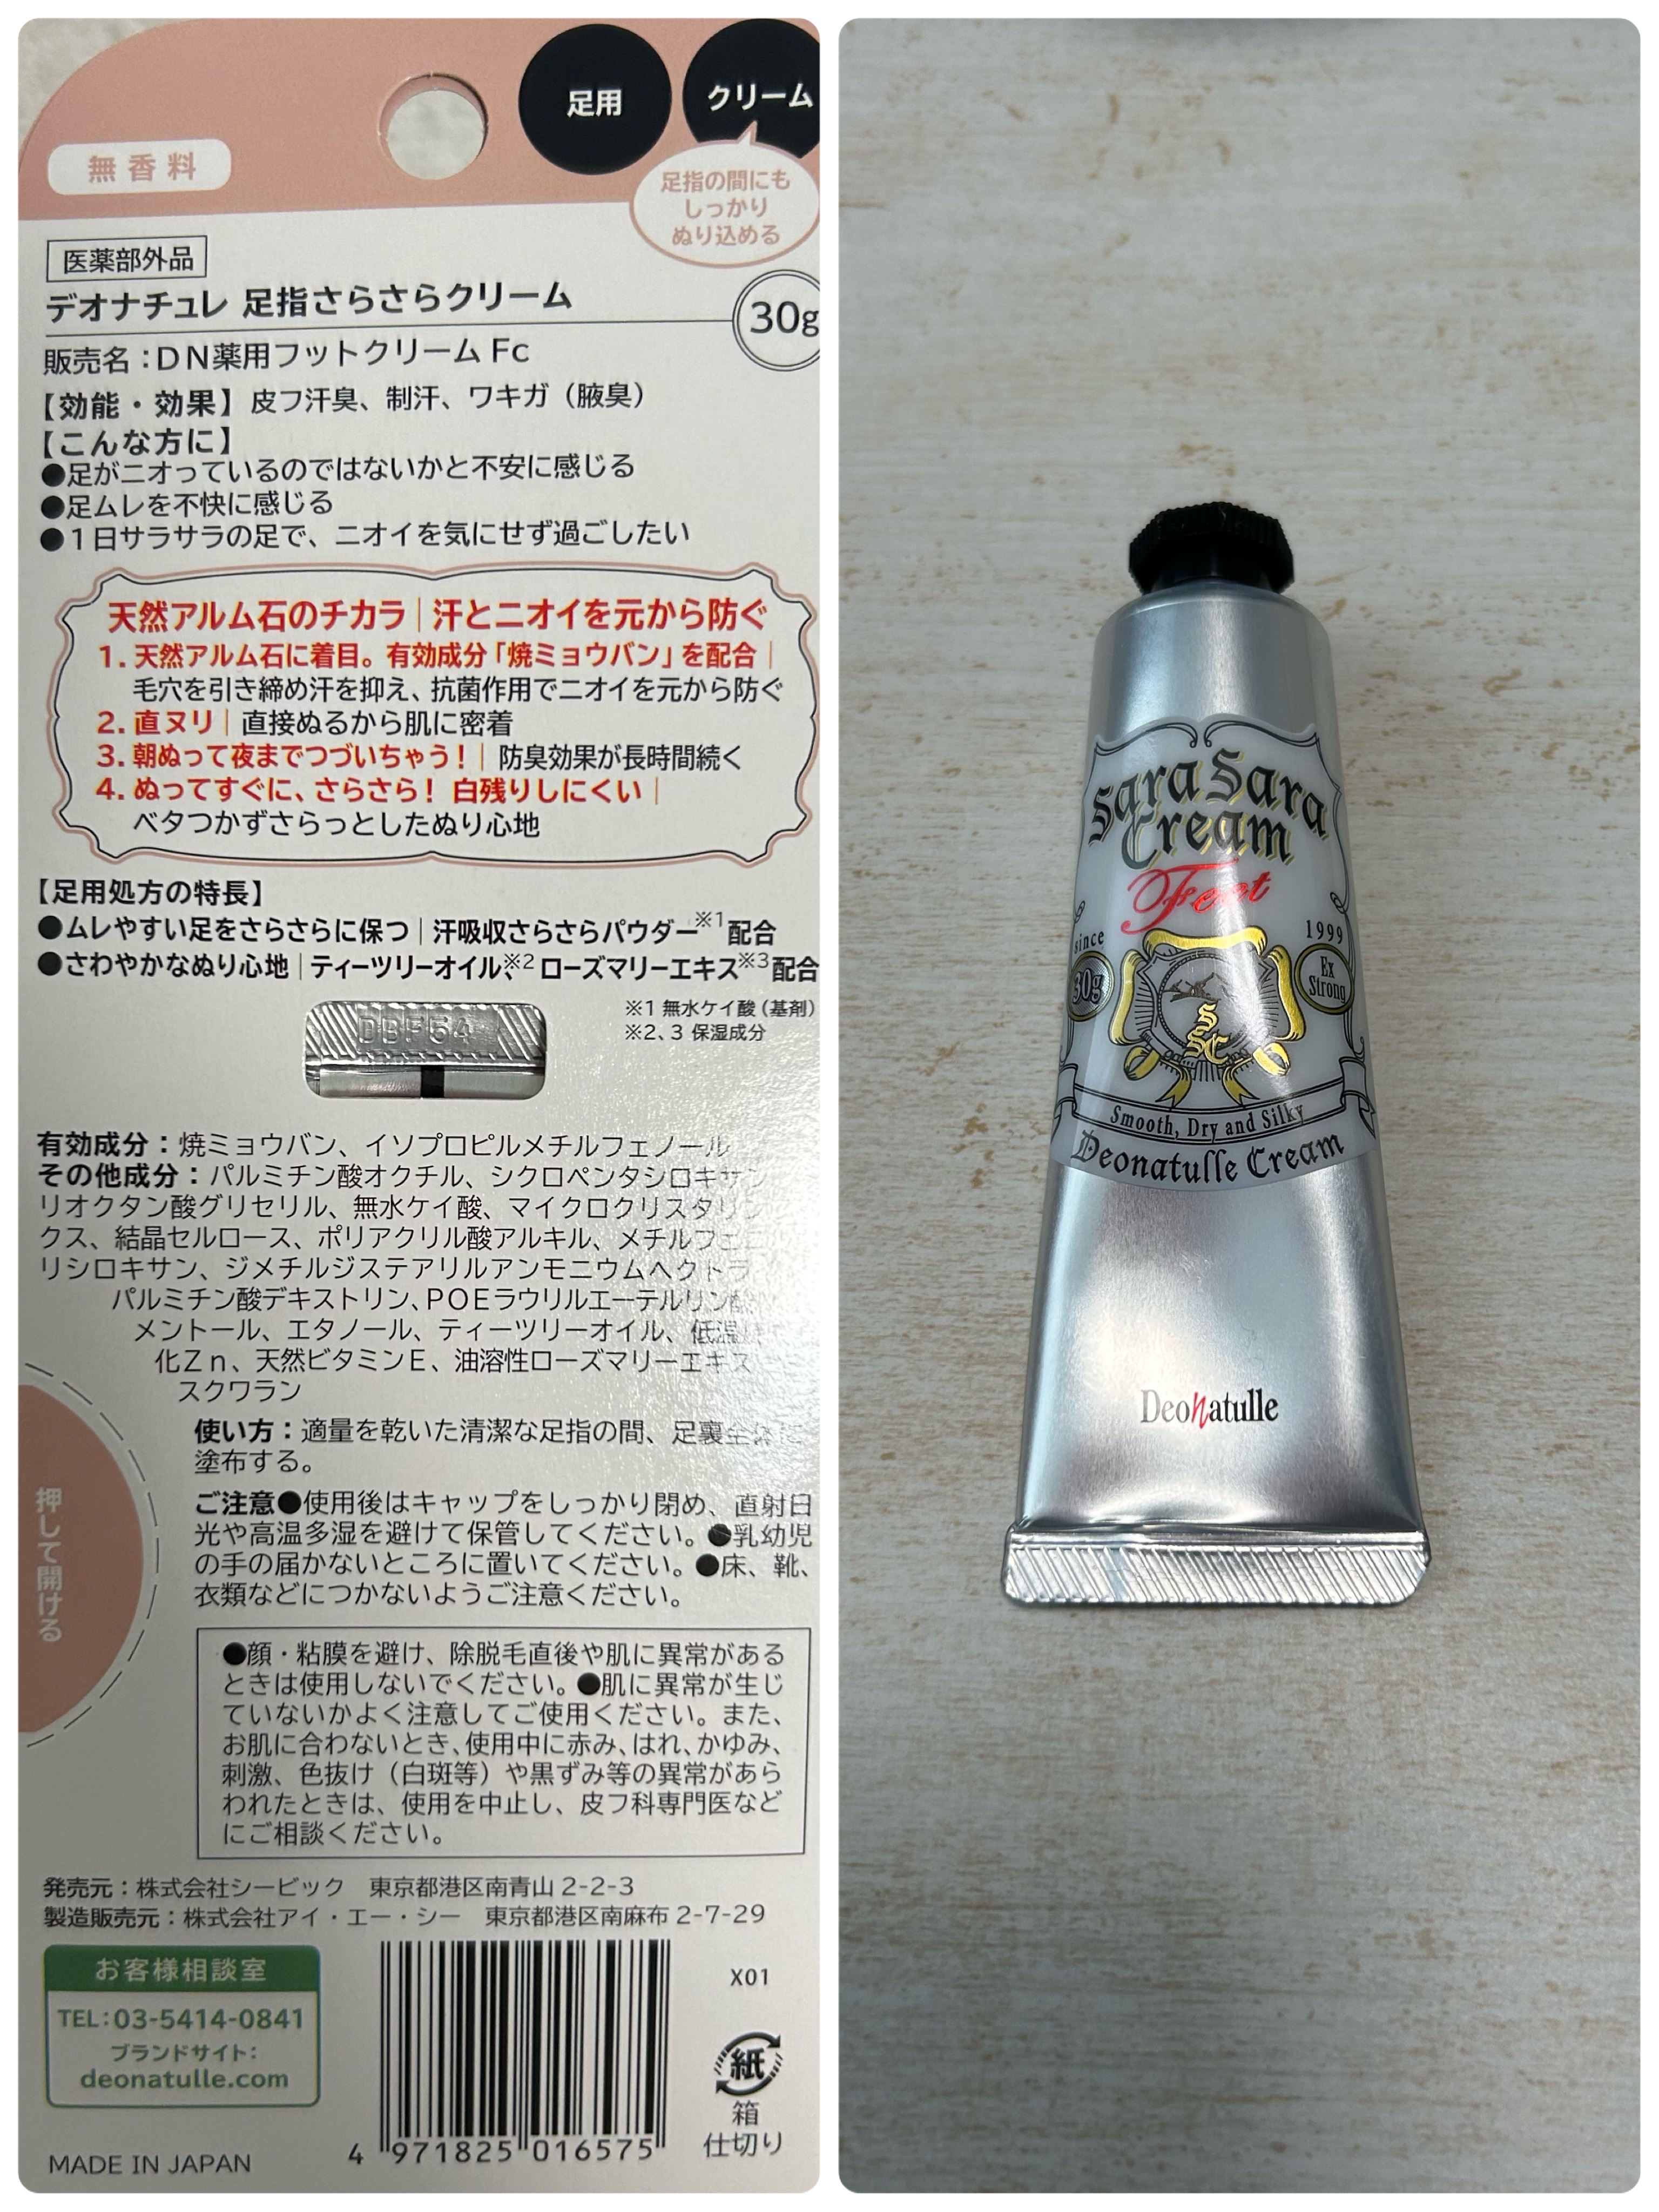 足用
クリーム
無香料
足指の間にも
しっかり
ぬり込める
医薬部外品
デオナチュレ 足指さらさらクリーム
30g
販売名：DN薬用フットクリーム Fc
【効能・効果】皮フ汗臭、制汗、ワキガ（腋臭）
【こんな方に】
●足がニオっているのではないかと不安に感じる
●足ムレを不快に感じる
●1日サラサラの足で、ニオイを気にせず過ごしたい
天然アルム石のチカラ｜汗とニオイを元から防ぐ
1. 天然アルム石に着目。有効成分「焼ミョウバン」を配合｜
毛穴を引き締め汗を抑え、抗菌作用でニオイを元から防ぐ
2. 直ヌリ｜直接ぬるから肌に密着
3. 朝ぬって夜までつづいちゃう！｜防臭効果が長時間続く
4. ぬってすぐに、さらさら！ 白残りしにくい｜
ベタつかずさらっとしたぬり心地
【足用処方の特長】
●ムレやすい足をさらさらに保つ｜汗吸収さらさらパウダー※1配合
●さわやかなぬり心地｜ティーツリーオイル※2、ローズマリーエキス※3配合
※1 無水ケイ酸（基剤）
※2、3 保湿成分
DBF54
有効成分：焼ミョウバン、イソプロピルメチルフェノール
その他成分：パルミチン酸オクチル、シクロペンタシロキサン
リオクタン酸グリセリル、無水ケイ酸、マイクロクリスタリン
クス、結晶セルロース、ポリアクリル酸アルキル、メチルフェニ
リシロキサン、ジメチルジステアリルアンモニウムヘクトラ
パルミチン酸デキストリン、POEラウリルエーテルリン酸
メントール、エタノール、ティーツリーオイル、低温
化Zn、天然ビタミンE、油溶性ローズマリーエキス
スクワラン
使い方：適量を乾いた清潔な足指の間、足裏全体に
塗布する。
ご注意●使用後はキャップをしっかり閉め、直射日
光や高温多湿を避けて保管してください。●乳幼児
の手の届かないところに置いてください。●床、靴、
衣類などにつかないようご注意ください。
押して開ける
●顔・粘膜を避け、除脱毛直後や肌に異常がある
ときは使用しないでください。●肌に異常が生じ
ていないかよく注意してご使用ください。また、
お肌に合わないとき、使用中に赤み、はれ、かゆみ、
刺激、色抜け（白斑等）や黒ずみ等の異常があら
われたときは、使用を中止し、皮フ科専門医など
にご相談ください。
発売元：株式会社シービック 東京都港区南青山 2-2-3
製造販売元：株式会社アイ・エー・シー 東京都港区南麻布 2-7-29
お客様相談室
TEL：03-5414-0841
ブランドサイト：
deonatulle.com
MADE IN JAPAN
4 971825 016575
X01
紙
箱
仕切り
Sara Sara
Cream
Feet
since
1999
30g
Ex
Strong
S
SC
Smooth, Dry and Silky
Deonatulle Cream
Deonatulle